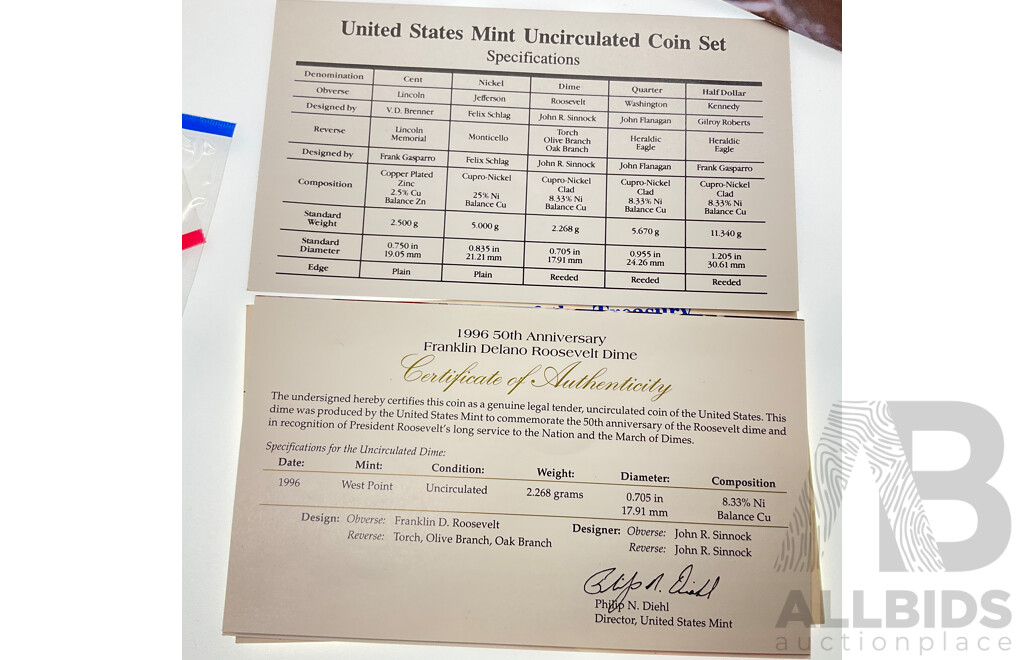 United States Mint Uncirculated Coin Set
Specifications
Denomination Cent Nickel Dime Quarter Half Dollar
Obverse Lincoln Jefferson Roosevelt Washington Kennedy
Designed by V.D. Brenner Felix Schlag John R. Sinnock John Flanagan Gilroy Roberts
Reverse Lincoln Memorial Monticello Torch Olive Branch Oak Branch Heraldic Eagle Heraldic Eagle
Designed by Frank Gasparro Felix Schlag John R. Sinnock John Flanagan Frank Gasparro
Composition Copper Plated Zinc 2.5% Cu Balance Zn Cupro-Nickel 25% Ni Balance Cu Cupro-Nickel Clad 8.33% Ni Balance Cu Cupro-Nickel Clad 8.33% Ni Balance Cu Cupro-Nickel Clad 8.33% Ni Balance Cu
Standard Weight 2.500 g 5.000 g 2.268 g 5.670 g 11.340 g
Standard Diameter 0.750 in 19.05 mm 0.835 in 21.21 mm 0.705 in 17.91 mm 0.955 in 24.26 mm 1.205 in 30.61 mm
Edge Plain Plain Reeded Reeded Reeded
Treasury
1996 50th Anniversary
Franklin Delano Roosevelt Dime
Certificate of Authenticity
The undersigned hereby certifies this coin as a genuine legal tender, uncirculated coin of the United States. This
dime was produced by the United States Mint to commemorate the 50th anniversary of the Roosevelt dime and
in recognition of President Roosevelt's long service to the Nation and the March of Dimes.
Specifications for the Uncirculated Dime:
Date: Mint: Condition: Weight: Diameter: Composition
1996 West Point Uncirculated 2.268 grams 0.705 in 8.33% Ni
17.91 mm Balance Cu
Design: Obverse: Franklin D. Roosevelt Designer: Obverse: John R. Sinnock
Reverse: Torch, Olive Branch, Oak Branch Reverse: John R. Sinnock
Philip N. Diehl
Philip N. Diehl
Director, United States Mint
AB
ALLBIDS
auctionplace